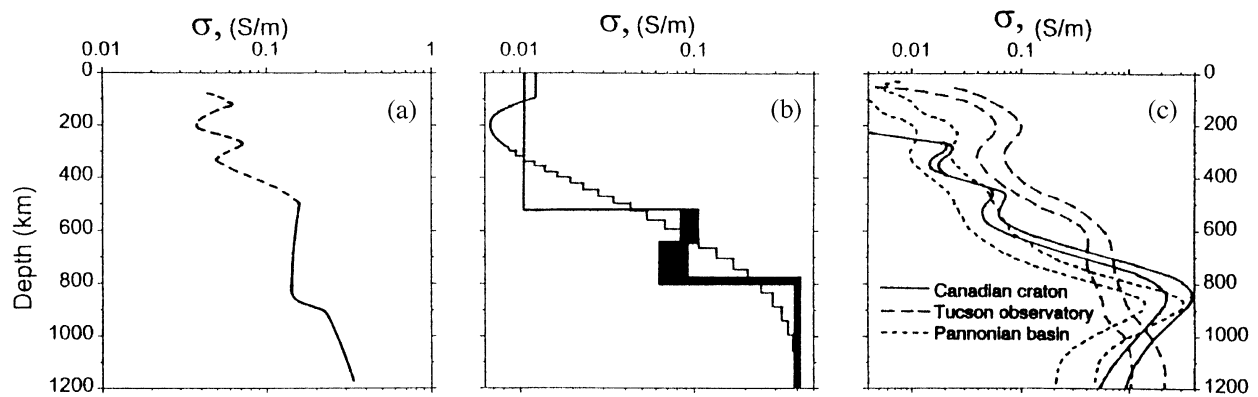 σ, (S/m)
0.01 0.1 1
0
200
400
600
800
1000
1200
Depth (km)
(a)
σ, (S/m)
0.01 0.1
(b)
σ, (S/m)
0.01 0.1
0
200
400
600
800
1000
1200
(c)
Canadian craton
Tucson observatory
Pannonian basin